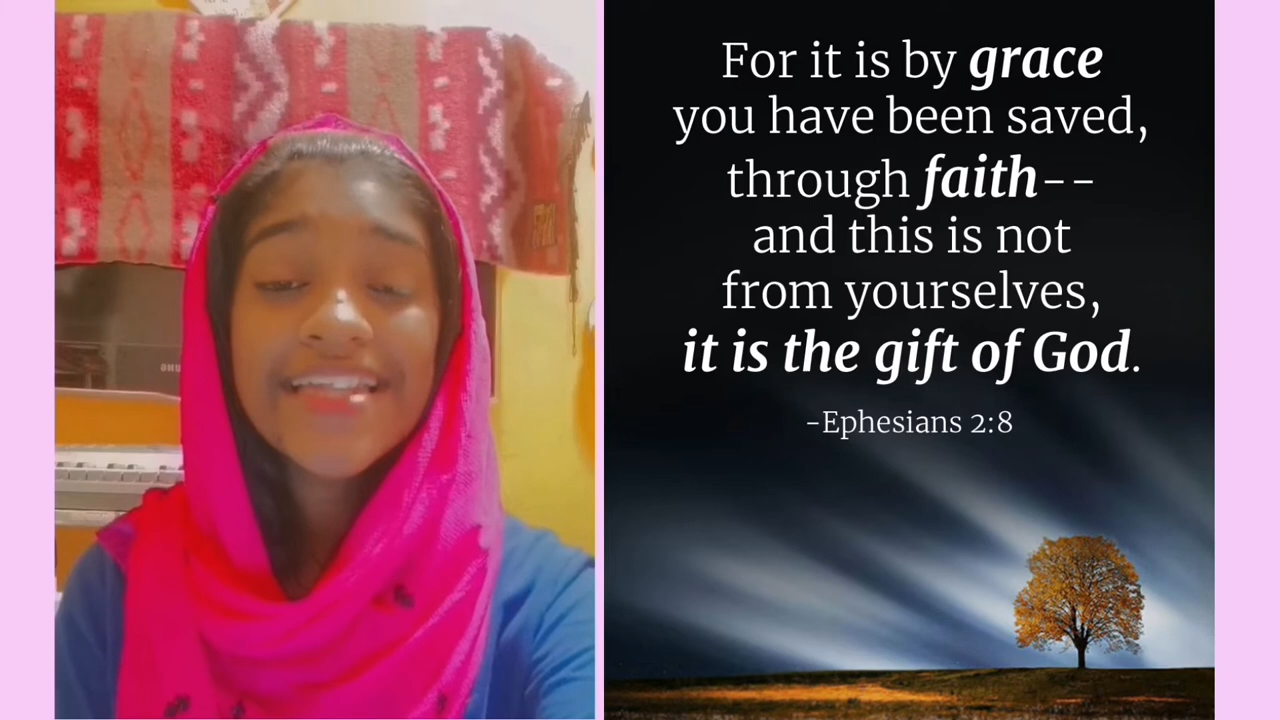 For it is by grace
you have been saved,
through faith--
and this is not
from yourselves,
it is the gift of God.
-Ephesians 2:8